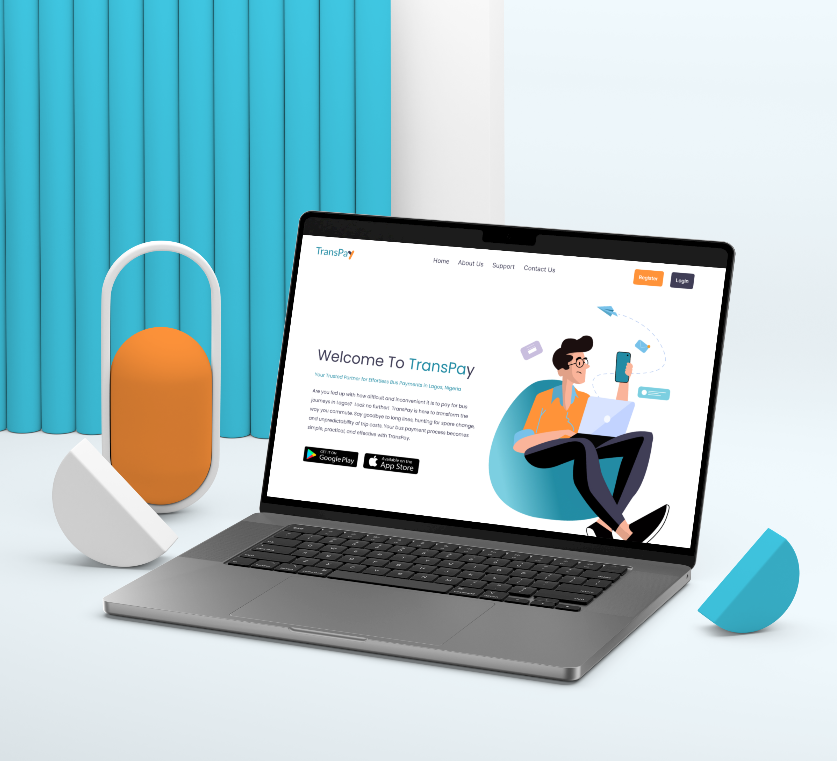 TransPay
Home About Us Support Contact Us
Register Login
Welcome To TransPay
Your Trusted Partner for Effortless Bus Payments in Lagos, Nigeria.
Are you fed up with how difficult and inconvenient it is to pay for bus
journeys in Lagos? Look no further! TransPay is here to transform the
way you commute. Say goodbye to long lines, hunting for spare change,
and unpredictability of trip costs. Your bus payment process becomes
simple, practical, and effective with TransPay.
GET IT ON
Google Play
Available on the
App Store